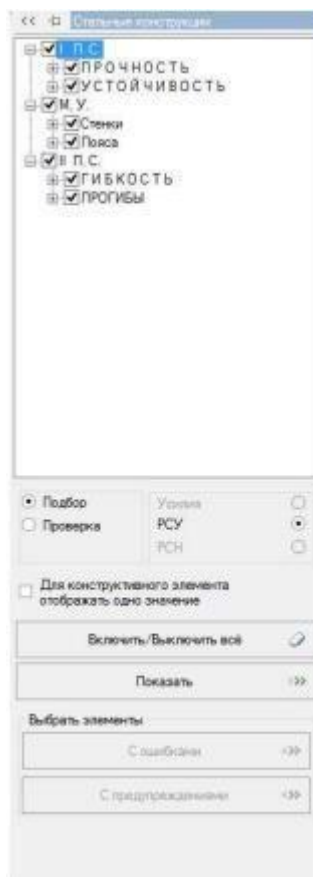 << Стальные конструкции
I П.С.
ПРОЧНОСТЬ
УСТОЙЧИВОСТЬ
М. У.
Стенки
Пояса
II П.С.
ГИБКОСТЬ
ПРОГИБЫ
Подбор
Усилия
Проверка
РСУ
РСН
Для конструктивного элемента
отображать одно значение
Включить/Выключить всё
Показать
Выбрать элементы
С ошибками
С предупреждениями